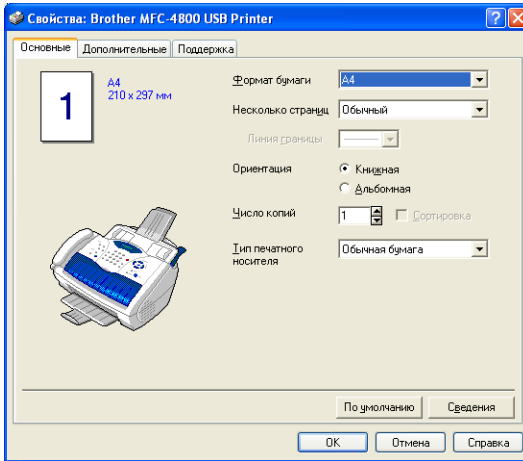 Свойства: Brother MFC-4800 USB Printer
Основные Дополнительные Поддержка
1
A4
210 x 297 мм
Формат бумаги A4
Несколько страниц Обычный
Линия границы
Ориентация Книжная
Альбомная
Число копий 1 Сортировка
Тип печатного носителя Обычная бумага
По умолчанию Сведения
OK Отмена Справка